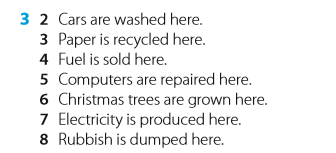 3 2 Cars are washed here.
3 Paper is recycled here.
4 Fuel is sold here.
5 Computers are repaired here.
6 Christmas trees are grown here.
7 Electricity is produced here.
8 Rubbish is dumped here.